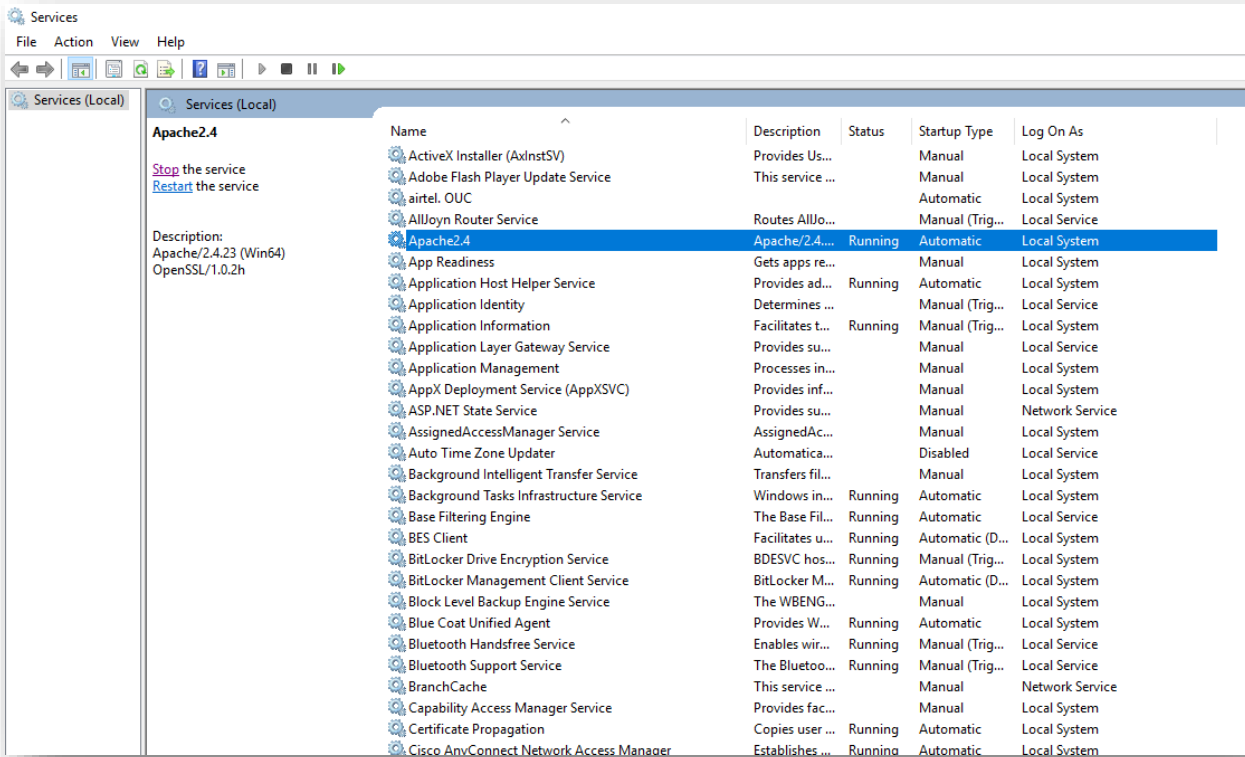 Services
File Action View Help
Services (Local)
Services (Local)
Apache2.4
Stop the service
Restart the service
Description:
Apache/2.4.23 (Win64)
OpenSSL/1.0.2h
Name Description Status Startup Type Log On As
ActiveX Installer (AxInstSV) Provides Us... Manual Local System
Adobe Flash Player Update Service This service ... Manual Local System
airtel. OUC Automatic Local System
AllJoyn Router Service Routes AllJo... Manual (Trig... Local Service
Apache2.4 Apache/2.4.... Running Automatic Local System
App Readiness Gets apps re... Manual Local System
Application Host Helper Service Provides ad... Running Automatic Local System
Application Identity Determines ... Manual (Trig... Local Service
Application Information Facilitates t... Running Manual (Trig... Local System
Application Layer Gateway Service Provides su... Manual Local Service
Application Management Processes in... Manual Local System
AppX Deployment Service (AppXSVC) Provides inf... Manual Local System
ASP.NET State Service Provides su... Manual Network Service
AssignedAccessManager Service AssignedAc... Manual Local System
Auto Time Zone Updater Automatica... Disabled Local Service
Background Intelligent Transfer Service Transfers fil... Manual Local System
Background Tasks Infrastructure Service Windows in... Running Automatic Local System
Base Filtering Engine The Base Fil... Running Automatic Local Service
BES Client Facilitates u... Running Automatic (D... Local System
BitLocker Drive Encryption Service BDESVC hos... Running Manual (Trig... Local System
BitLocker Management Client Service BitLocker M... Running Automatic (D... Local System
Block Level Backup Engine Service The WBENG... Manual Local System
Blue Coat Unified Agent Provides W... Running Automatic Local System
Bluetooth Handsfree Service Enables wir... Running Manual (Trig... Local Service
Bluetooth Support Service The Bluetoo... Running Manual (Trig... Local Service
BranchCache This service ... Manual Network Service
Capability Access Manager Service Provides fac... Manual Local System
Certificate Propagation Copies user ... Running Automatic Local System
Cisco AnyConnect Network Access Manager Establishes ... Running Automatic Local System